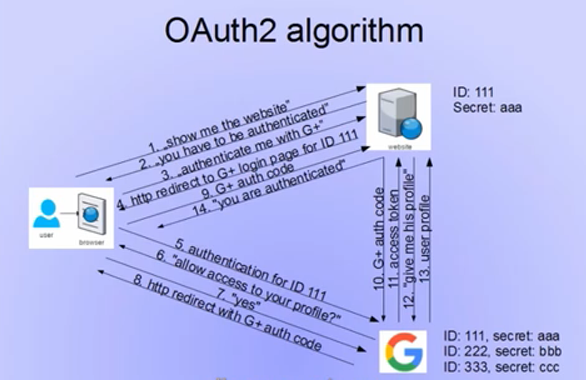 OAuth2 algorithm
ID: 111
Secret: aaa
website
1. „show me the website"
2. „you have to be authenticated"
3. „authenticate me with G+"
4. http redirect to G+ login page for ID 111
9. G+ auth code
14. "you are authenticated"
user
browser
5. authentication for ID 111
6. "allow access to your profile?"
7. "yes"
8. http redirect with G+ auth code
10. G+ auth code
11. access token
12. "give me his profile"
13. user profile
ID: 111, secret: aaa
ID: 222, secret: bbb
ID: 333, secret: ccc